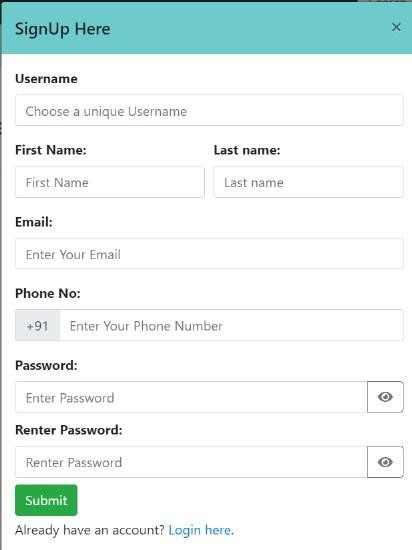 SignUp Here ×
Username
Choose a unique Username
First Name: Last name:
First Name Last name
Email:
Enter Your Email
Phone No:
+91 Enter Your Phone Number
Password:
Enter Password
Renter Password:
Renter Password
Submit
Already have an account? Login here.